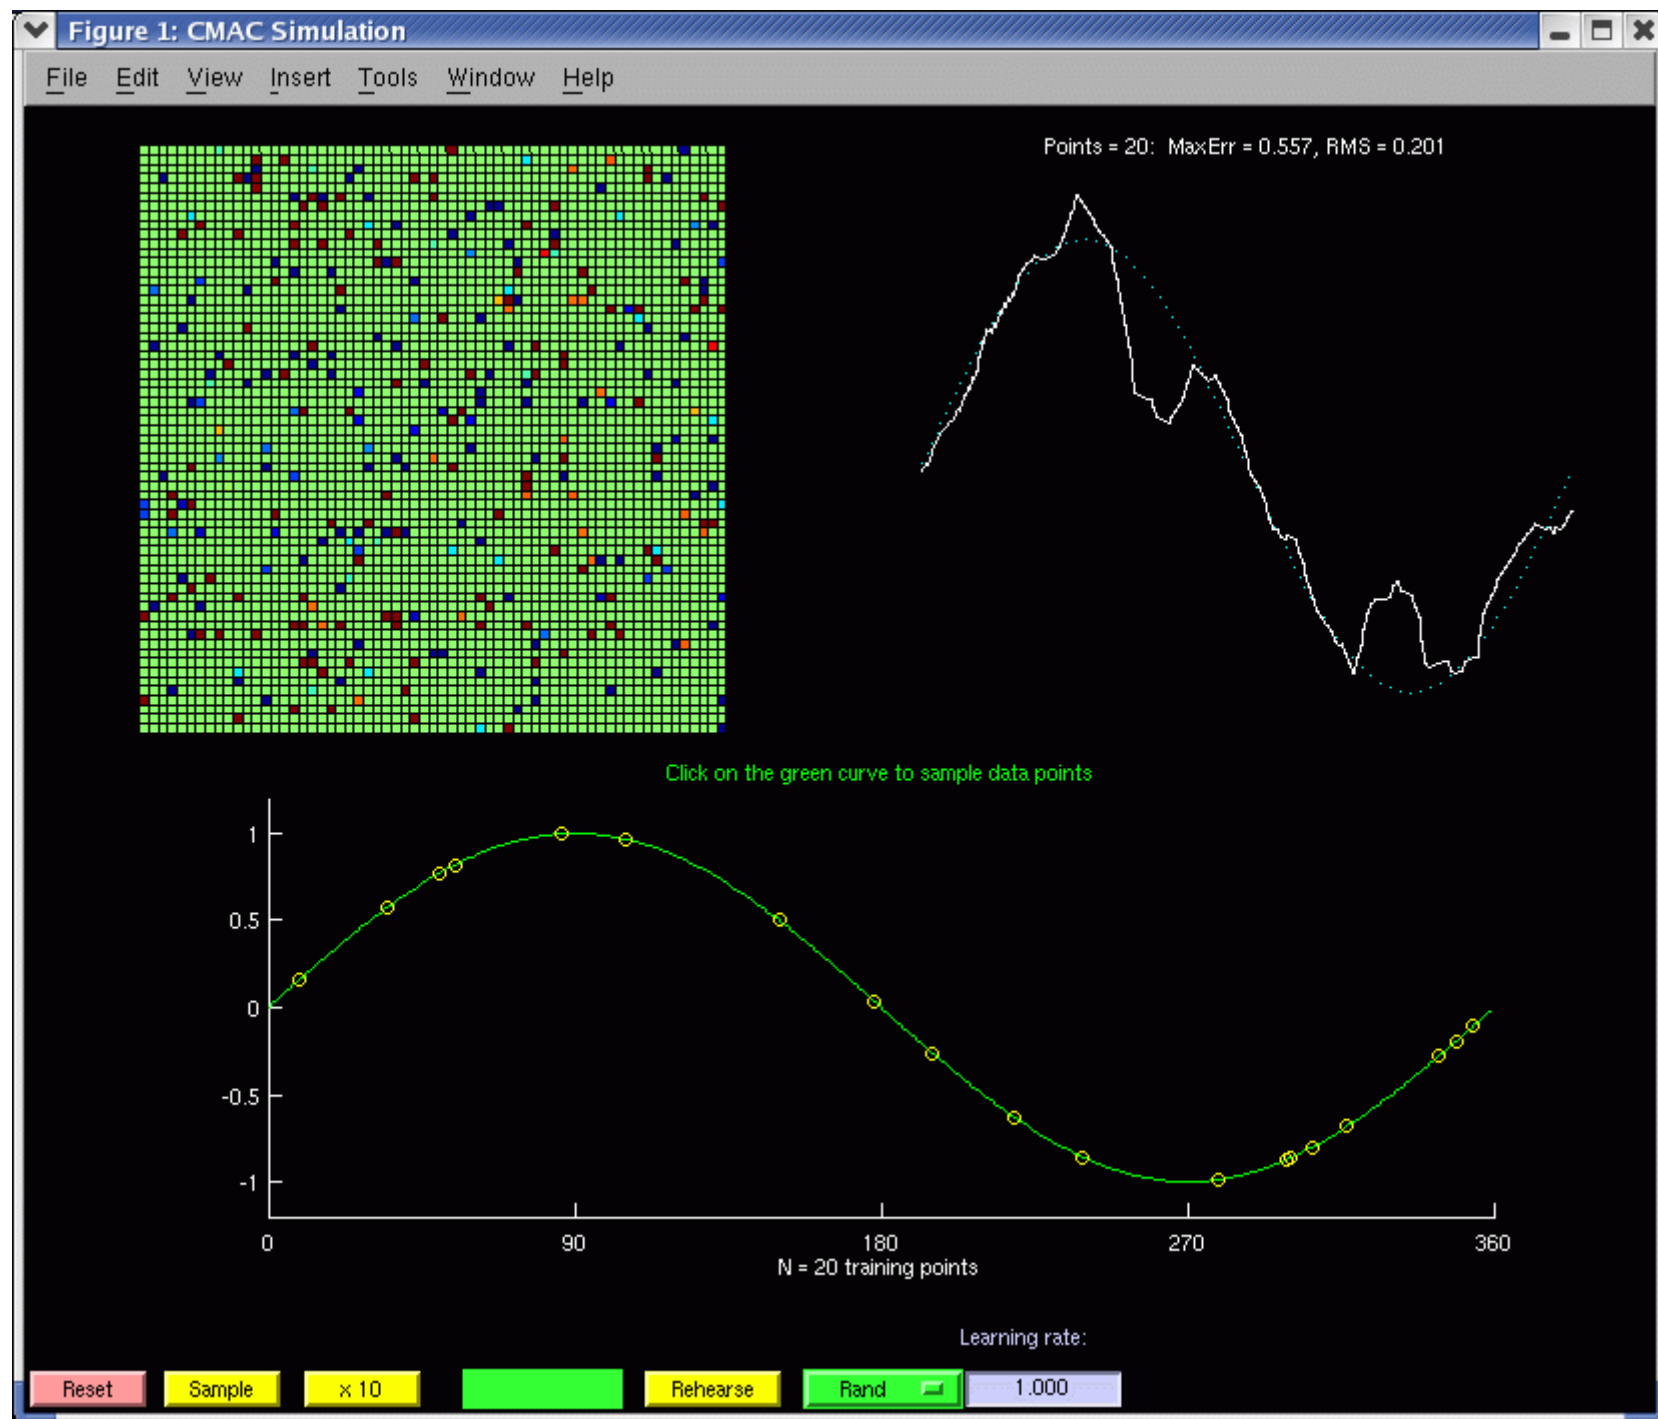 Figure 1: CMAC Simulation
File Edit View Insert Tools Window Help
Points = 20: MaxErr = 0.557, RMS = 0.201
Click on the green curve to sample data points
1
0.5
0
-0.5
-1
0 90 180 270 360
N = 20 training points
Learning rate:
Reset Sample x 10 Rehearse Rand 1.000